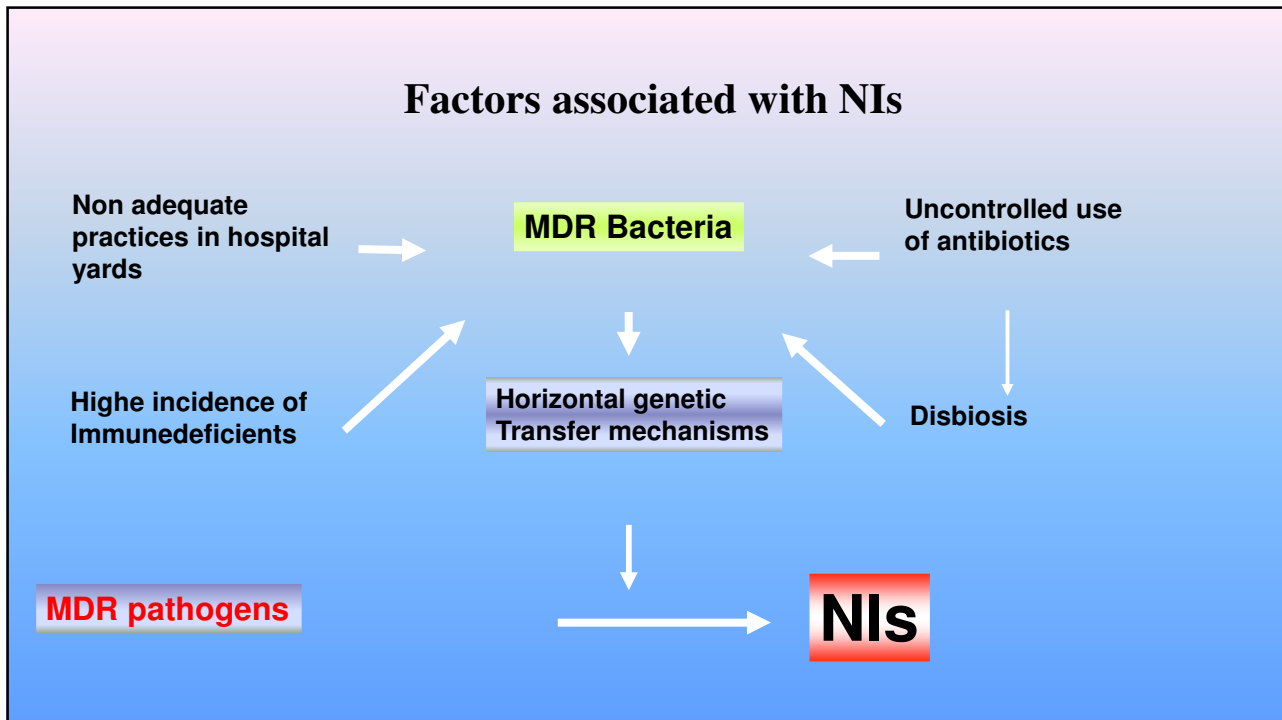 Factors associated with NIs
Non adequate
practices in hospital
yards
MDR Bacteria
Uncontrolled use
of antibiotics
Highe incidence of
Immunedeficients
Horizontal genetic
Transfer mechanisms
Disbiosis
MDR pathogens
NIs